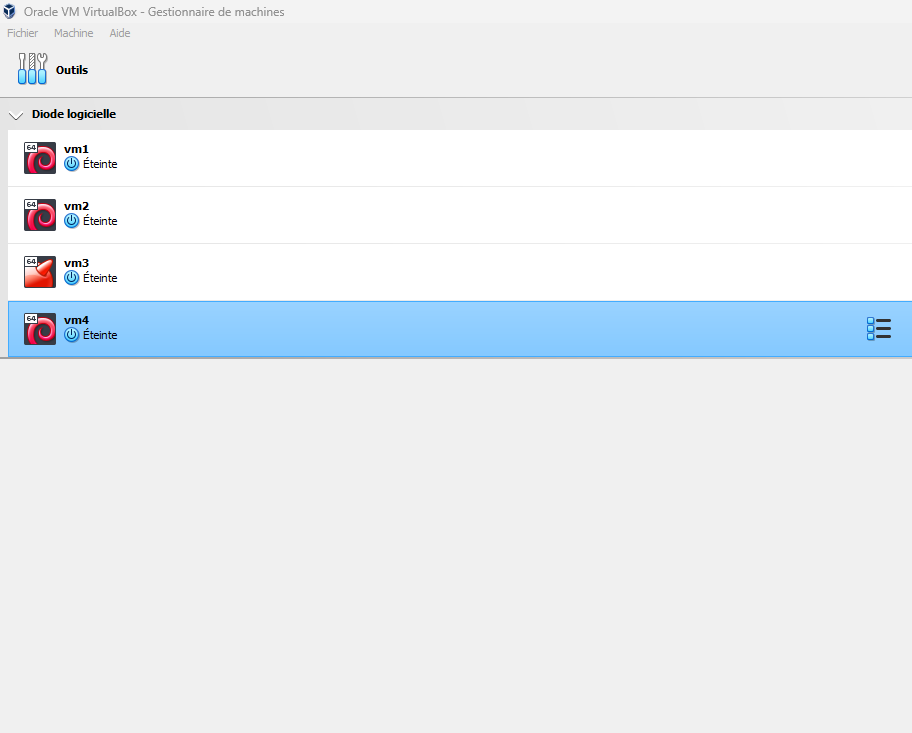 Oracle VM VirtualBox - Gestionnaire de machines
Fichier Machine Aide
Outils
Diode logicielle
64
vm1
Éteinte
64
vm2
Éteinte
64
vm3
Éteinte
64
vm4
Éteinte